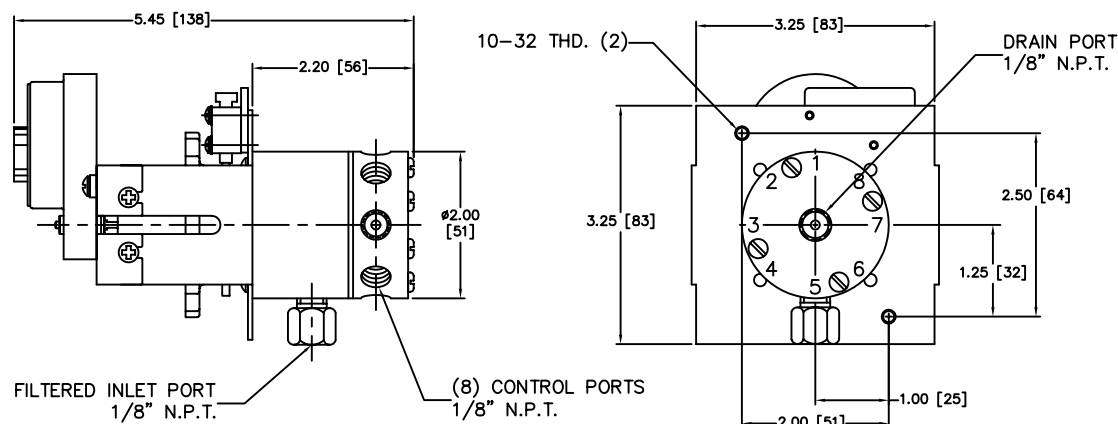 5.45 [138]
2.20 [56]
ø2.00
[51]
FILTERED INLET PORT
1/8” N.P.T.
(8) CONTROL PORTS
1/8” N.P.T.
3.25 [83]
10-32 THD. (2)
DRAIN PORT
1/8” N.P.T.
3.25 [83]
2.50 [64]
1.25 [32]
1
2
8
3
7
4
6
5
1.00 [25]
2.00 [51]